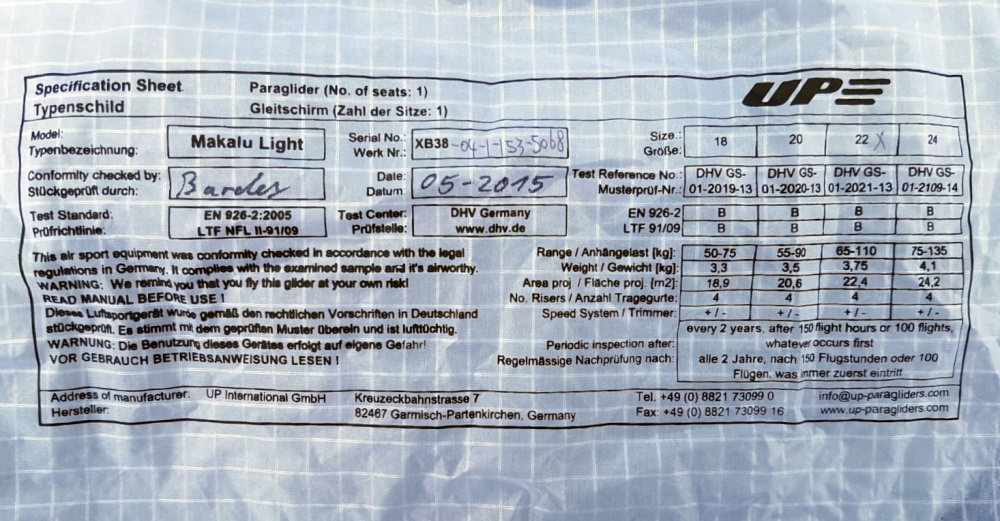 Specification Sheet Paraglider (No. of seats: 1) UP
Typenschild Gleitschirm (Zahl der Sitze: 1)
Model: Serial No.: Size.:
Typenbezeichnung: Makalu Light Werk Nr.: XB38-04-1-153-5068 Größe: 18 20 22 X 24
Conformity checked by: Date: Test Reference No.: DHV GS- DHV GS- DHV GS- DHV GS-
Stückgeprüft durch: Datum: 05-2015 Musterprüf-Nr.: 01-2019-13 01-2020-13 01-2021-13 01-2109-14
Test Standard: EN 926-2:2005 Test Center: DHV Germany EN 926-2 B B B B
Prüfrichtlinie: LTF NFL II-91/09 Prüfstelle: www.dhv.de LTF 91/09 B B B B
This air sport equipment was conformity checked in accordance with the legal Range / Anhängelast [kg]: 50-75 55-90 65-110 75-135
regulations in Germany. It complies with the examined sample and it's airworthy. Weight / Gewicht [kg]: 3,3 3,5 3,75 4,1
WARNING: We remind you that you fly this glider at your own risk! Area proj. / Fläche proj. [m2]: 18,9 20,6 22,4 24,2
READ MANUAL BEFORE USE ! No. Risers / Anzahl Tragegurte: 4 4 4 4
Dieses Luftsportgerät wurde gemäß den rechtlichen Vorschriften in Deutschland Speed System / Trimmer: + / - + / - + / - + / -
stückgeprüft. Es stimmt mit dem geprüften Muster überein und ist lufttüchtig. every 2 years, after 150 flight hours or 100 flights,
WARNUNG: Die Benutzung dieses Gerätes erfolgt auf eigene Gefahr! Periodic inspection after: whatever occurs first
VOR GEBRAUCH BETRIEBSANWEISUNG LESEN ! Regelmässige Nachprüfung nach: alle 2 Jahre, nach 150 Flugstunden oder 100
Flügen, was immer zuerst eintritt
Address of manufacturer: UP International GmbH Kreuzeckbahnstrasse 7 Tel. +49 (0) 8821 73099 0 info@up-paragliders.com
Hersteller: 82467 Garmisch-Partenkirchen, Germany Fax: +49 (0) 8821 73099 16 www.up-paragliders.com